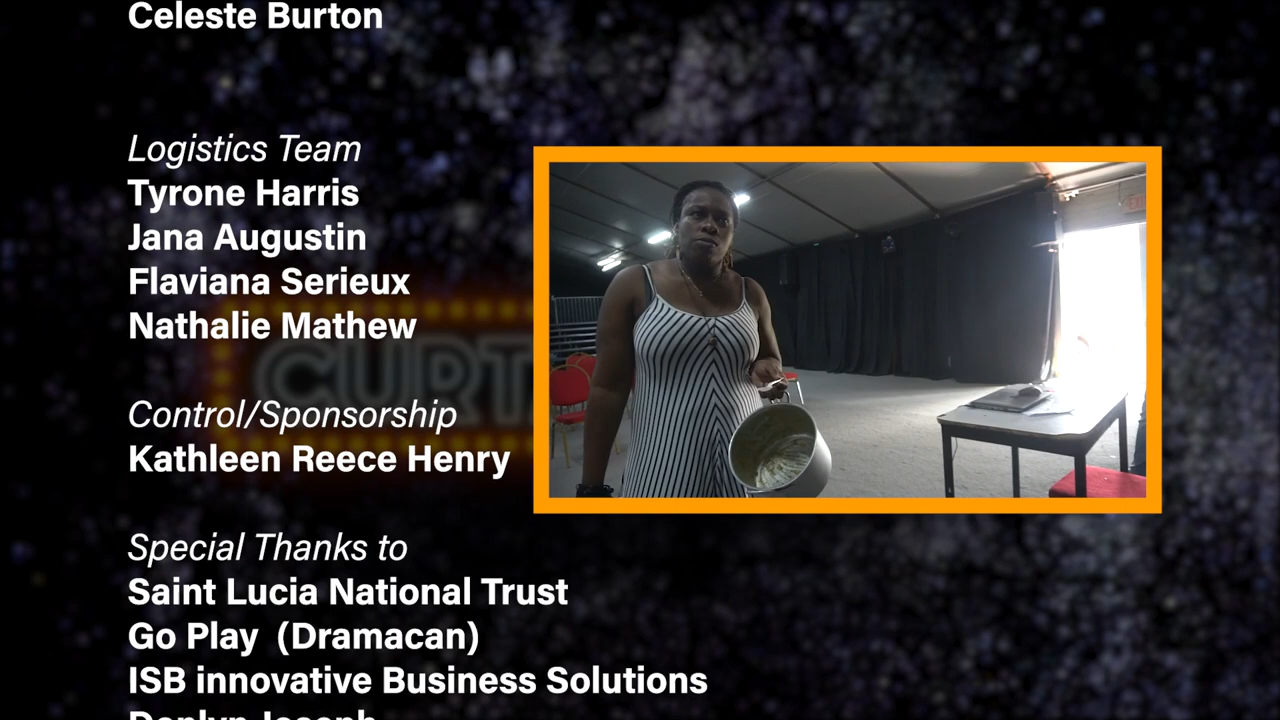 Celeste Burton
Logistics Team
Tyrone Harris
Jana Augustin
Flaviana Serieux
Nathalie Mathew
CURT
Control/Sponsorship
Kathleen Reece Henry
Special Thanks to
Saint Lucia National Trust
Go Play (Dramacan)
ISB innovative Business Solutions